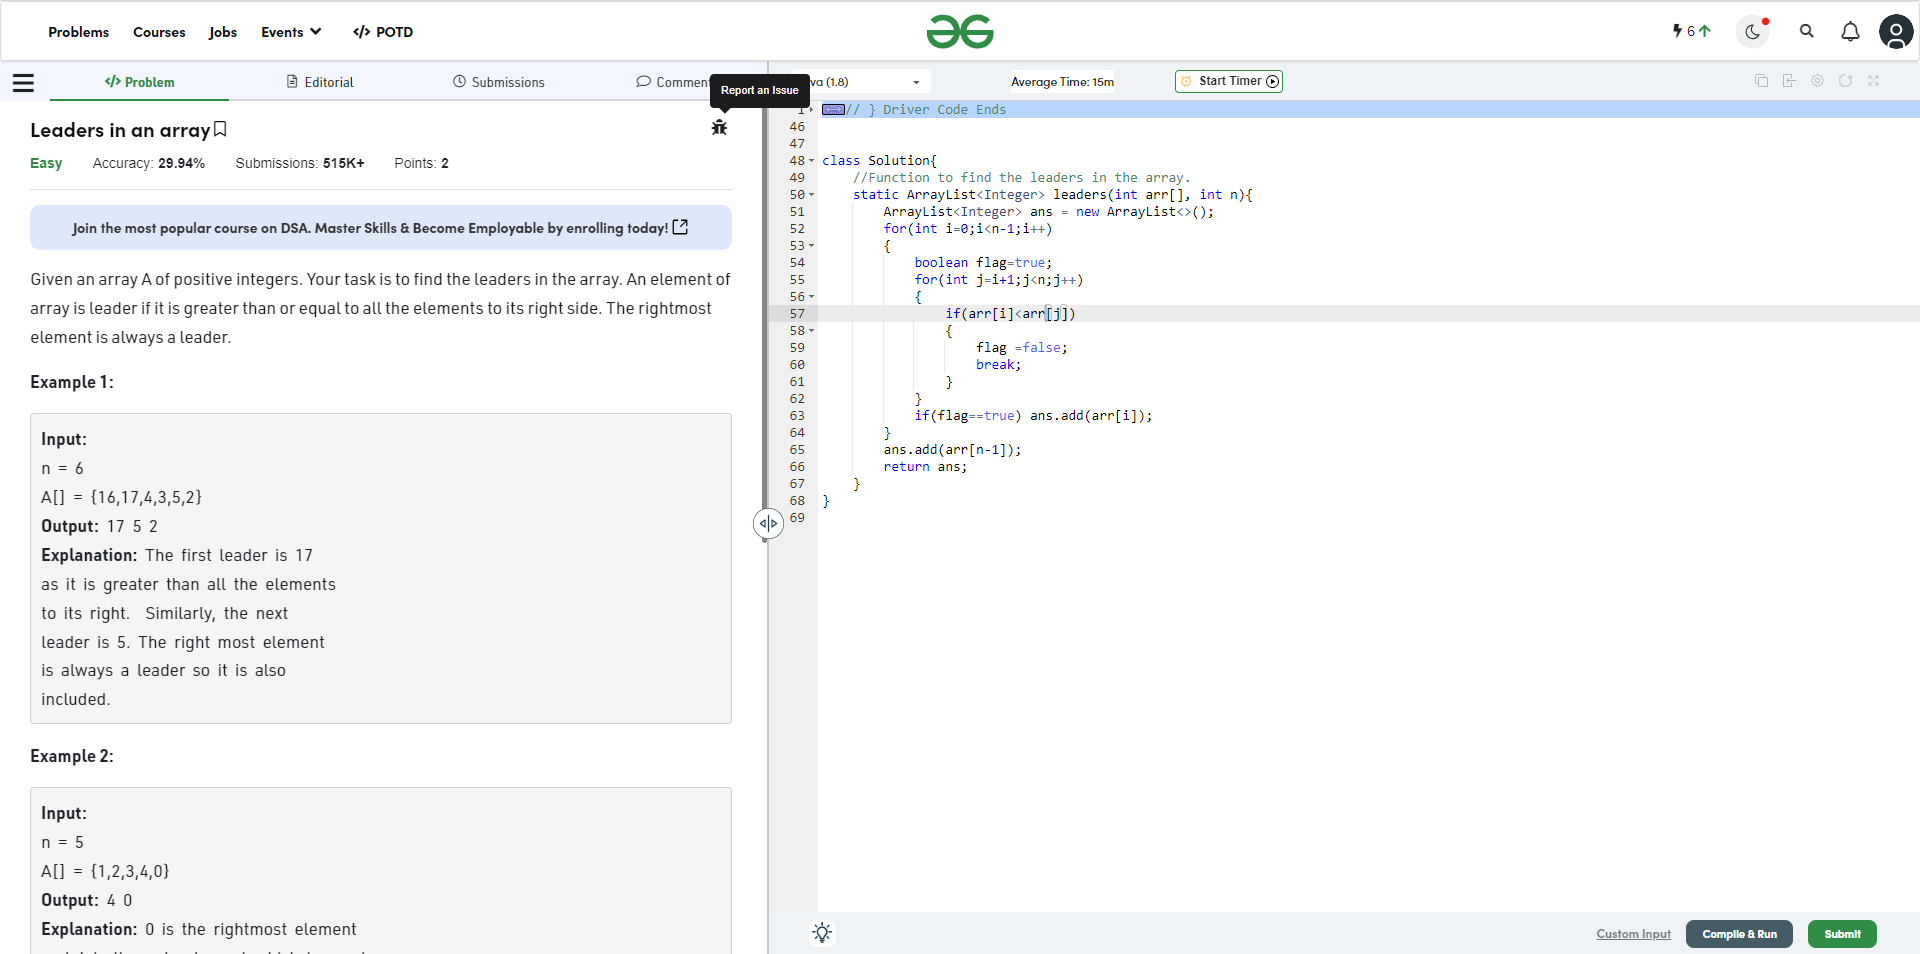 Problems Courses Jobs Events </> POTD
6
</> Problem Editorial Submissions
Report an Issue
(1.8)
Average Time: 15m
Start Timer
Leaders in an array
Easy Accuracy: 29.94% Submissions: 515K+ Points: 2
Join the most popular course on DSA. Master Skills & Become Employable by enrolling today!
Given an array A of positive integers. Your task is to find the leaders in the array. An element of
array is leader if it is greater than or equal to all the elements to its right side. The rightmost
element is always a leader.
Example 1:
Input:
n = 6
A[] = {16,17,4,3,5,2}
Output: 17 5 2
Explanation: The first leader is 17
as it is greater than all the elements
to its right. Similarly, the next
leader is 5. The right most element
is always a leader so it is also
included.
Example 2:
Input:
n = 5
A[] = {1,2,3,4,0}
Output: 4 0
Explanation: 0 is the rightmost element
1 // } Driver Code Ends
46
47
48 class Solution{
49 //Function to find the leaders in the array.
50 static ArrayList<Integer> leaders(int arr[], int n){
51 ArrayList<Integer> ans = new ArrayList<>();
52 for(int i=0;i<n-1;i++)
53 {
54 boolean flag=true;
55 for(int j=i+1;j<n;j++)
56 {
57 if(arr[i]<arr[j])
58 {
59 flag =false;
60 break;
61 }
62 }
63 if(flag==true) ans.add(arr[i]);
64 }
65 ans.add(arr[n-1]);
66 return ans;
67 }
68 }
69
Custom Input Compile & Run Submit